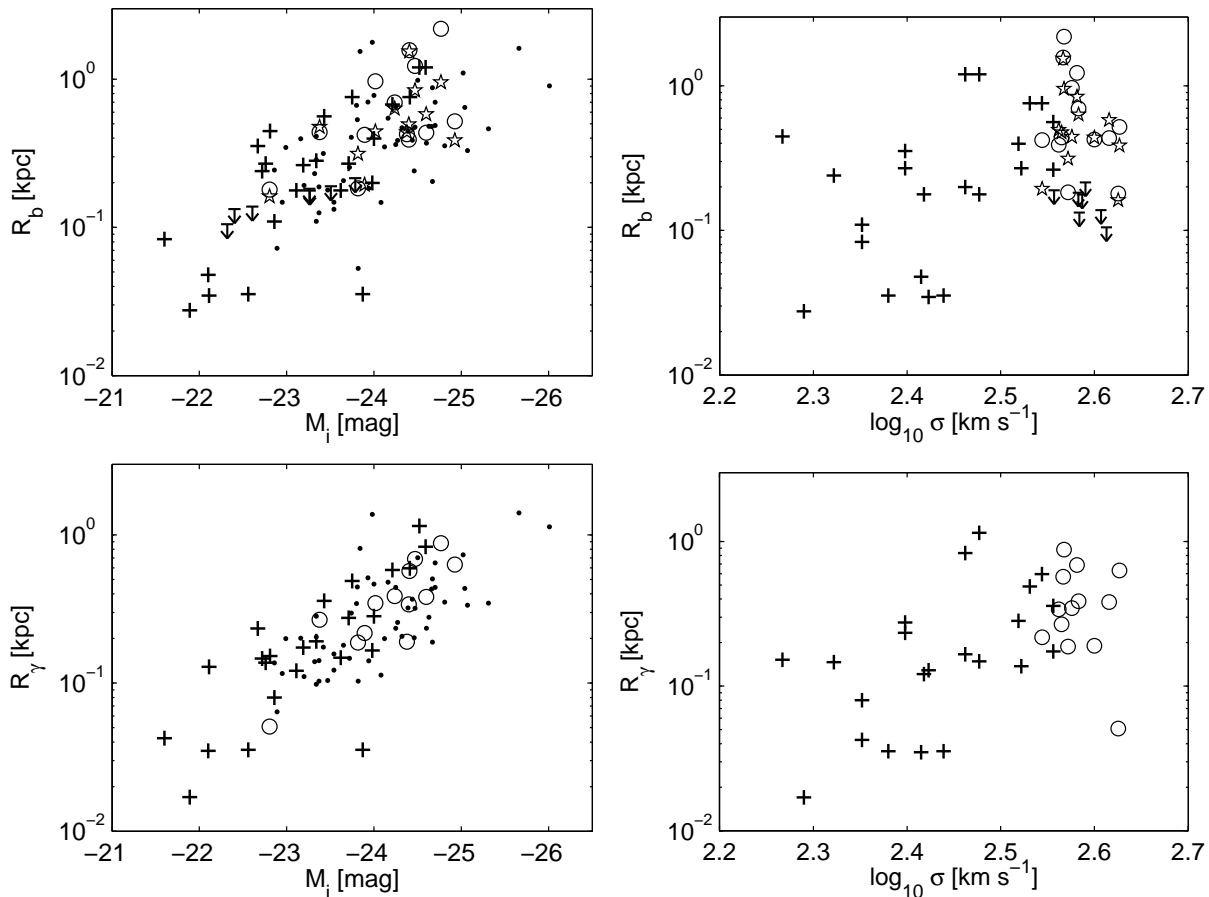 10^0
10^−1
10^−2
R_b [kpc]
−21 −22 −23 −24 −25 −26
M_i [mag]
10^0
10^−1
10^−2
R_b [kpc]
2.2 2.3 2.4 2.5 2.6 2.7
log_10 σ [km s^−1]
10^0
10^−1
10^−2
R_γ [kpc]
−21 −22 −23 −24 −25 −26
M_i [mag]
10^0
10^−1
10^−2
R_γ [kpc]
2.2 2.3 2.4 2.5 2.6 2.7
log_10 σ [km s^−1]